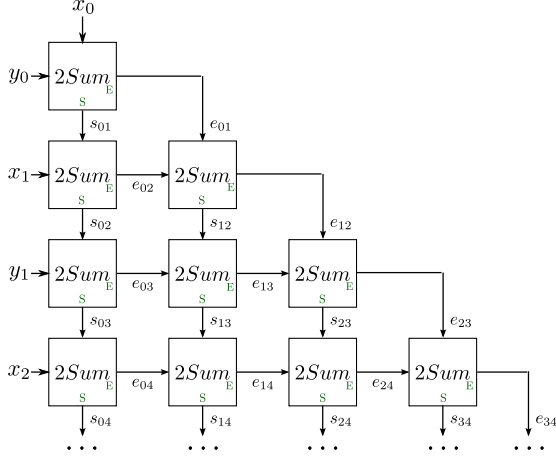 x₀
y₀ 2Sum E
S
s₀₁ e₀₁
x₁ 2Sum E e₀₂ 2Sum E
S S
s₀₂ s₁₂ e₁₂
y₁ 2Sum E e₀₃ 2Sum E e₁₃ 2Sum E
S S S
s₀₃ s₁₃ s₂₃ e₂₃
x₂ 2Sum E e₀₄ 2Sum E e₁₄ 2Sum E e₂₄ 2Sum E
S S S S
s₀₄ s₁₄ s₂₄ s₃₄ e₃₄
... ... ... ... ...